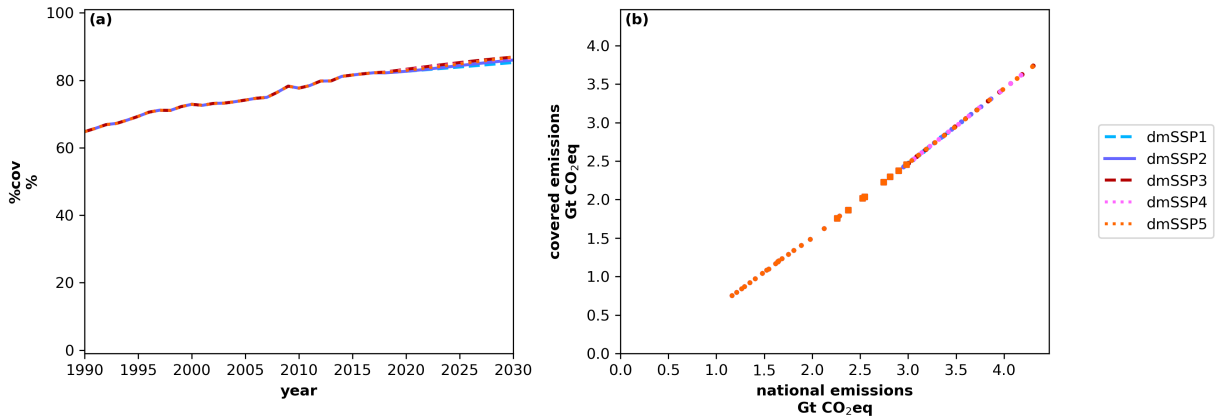 (a)
100
80
60
40
20
0
%cov
%
1990 1995 2000 2005 2010 2015 2020 2025 2030
year
(b)
4.0
3.5
3.0
2.5
2.0
1.5
1.0
0.5
0.0
covered emissions
Gt CO₂eq
0.0 0.5 1.0 1.5 2.0 2.5 3.0 3.5 4.0
national emissions
Gt CO₂eq
dmSSP1
dmSSP2
dmSSP3
dmSSP4
dmSSP5